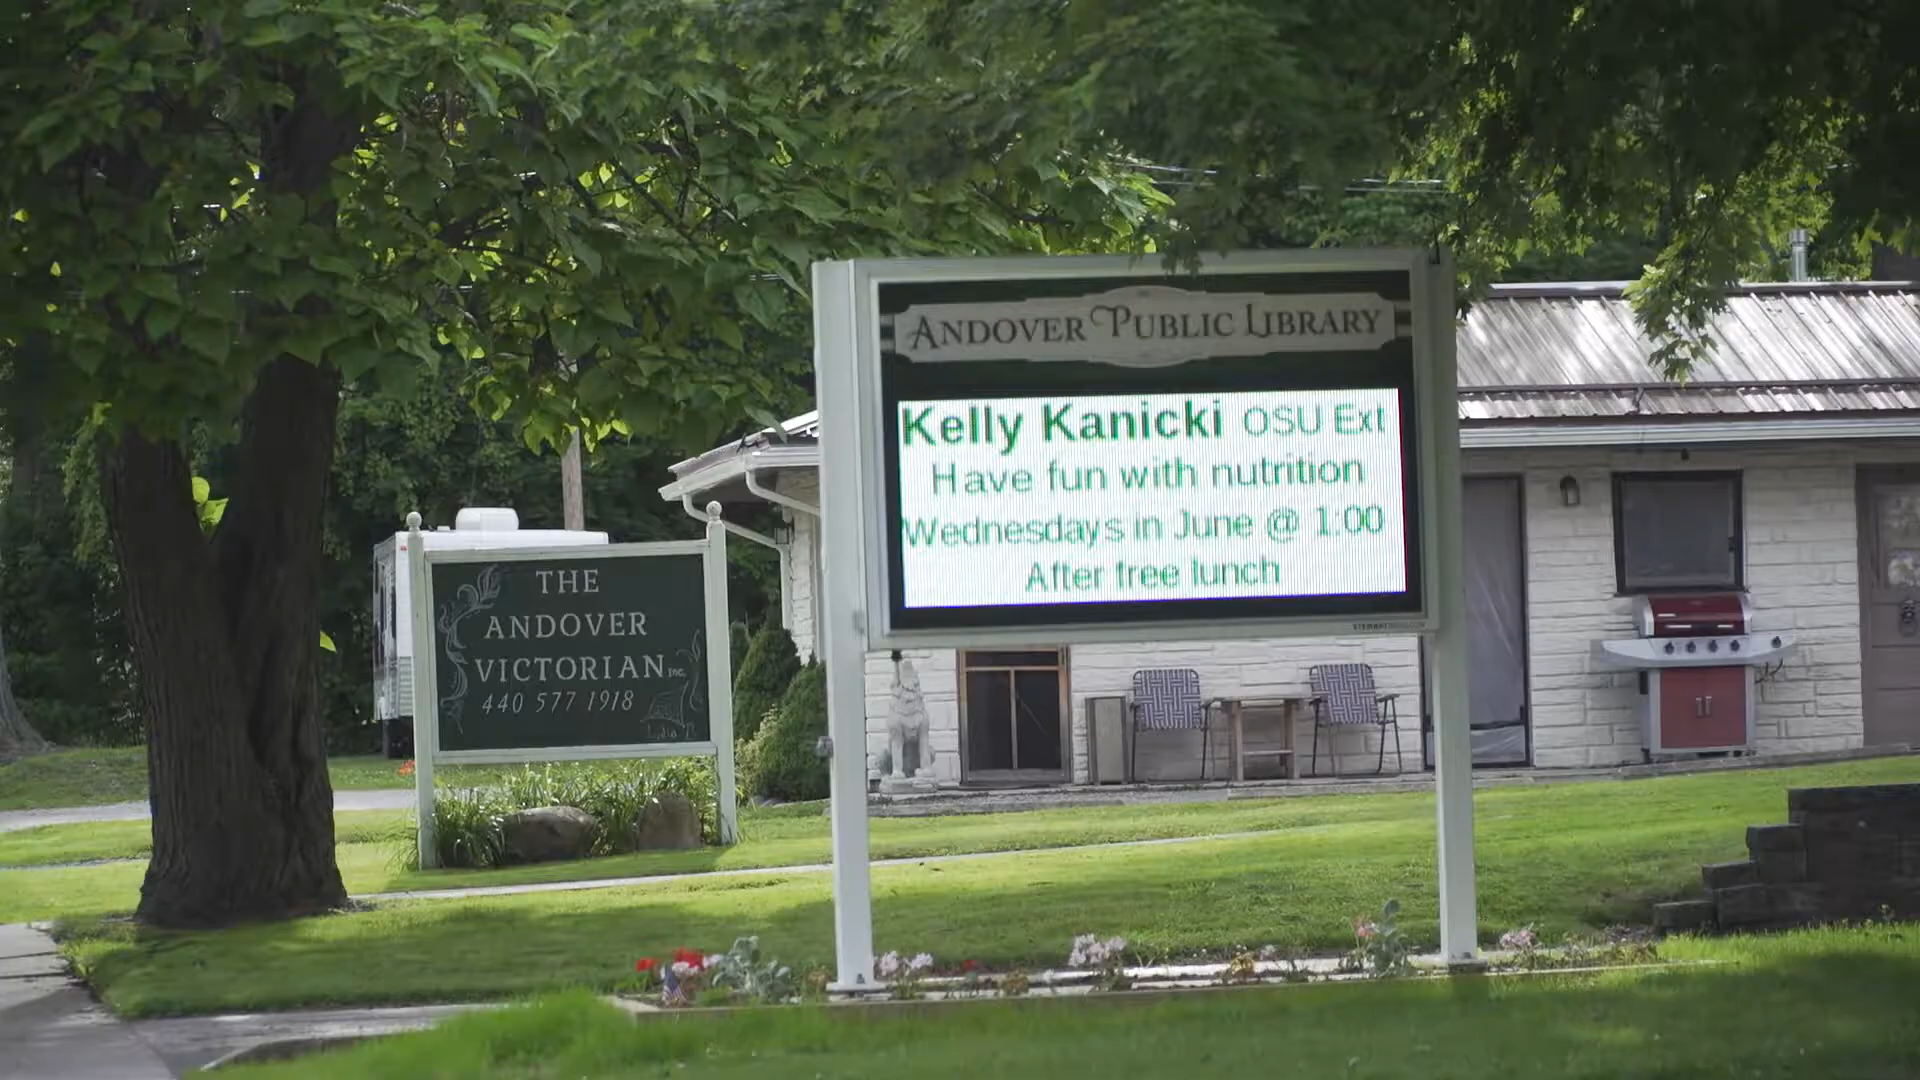 ANDOVER PUBLIC LIBRARY
Kelly Kanicki OSU Ext
Have fun with nutrition
Wednesdays in June @ 1:00
After free lunch
THE
ANDOVER
VICTORIAN INC.
440 577 1918